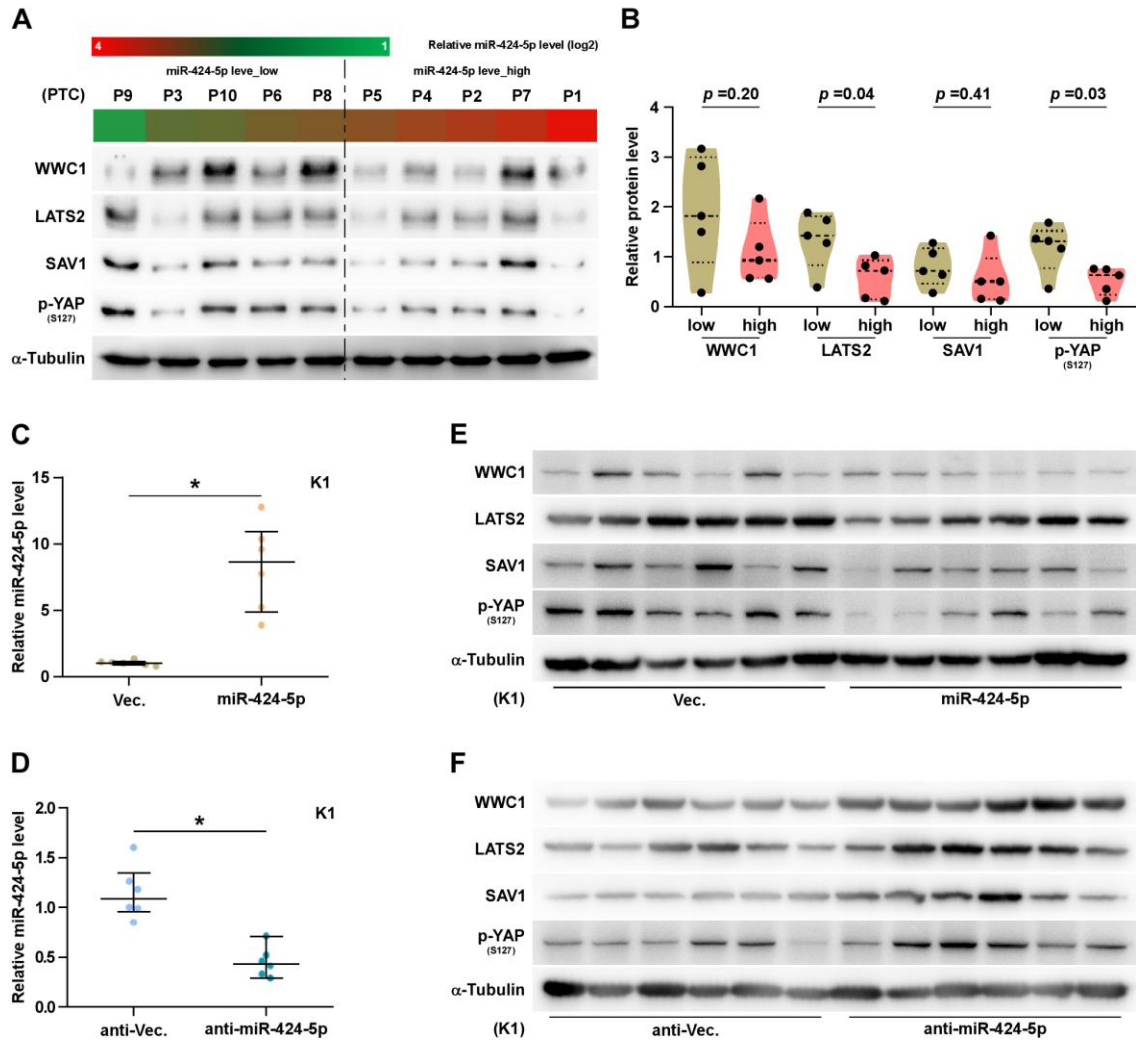 A
4
1
Relative miR-424-5p level (log2)
miR-424-5p leve_low
miR-424-5p leve_high
(PTC) P9 P3 P10 P6 P8 P5 P4 P2 P7 P1
WWC1
LATS2
SAV1
p-YAP
(S127)
α-Tubulin
B
p =0.20 p =0.04 p =0.41 p =0.03
Relative protein level
4
3
2
1
0
low high low high low high low high
WWC1 LATS2 SAV1 p-YAP
(S127)
C
K1
*
Relative miR-424-5p level
15
10
5
0
Vec. miR-424-5p
E
WWC1
LATS2
SAV1
p-YAP
(S127)
α-Tubulin
(K1) Vec. miR-424-5p
D
K1
*
Relative miR-424-5p level
2.0
1.5
1.0
0.5
0.0
anti-Vec. anti-miR-424-5p
F
WWC1
LATS2
SAV1
p-YAP
(S127)
α-Tubulin
(K1) anti-Vec. anti-miR-424-5p